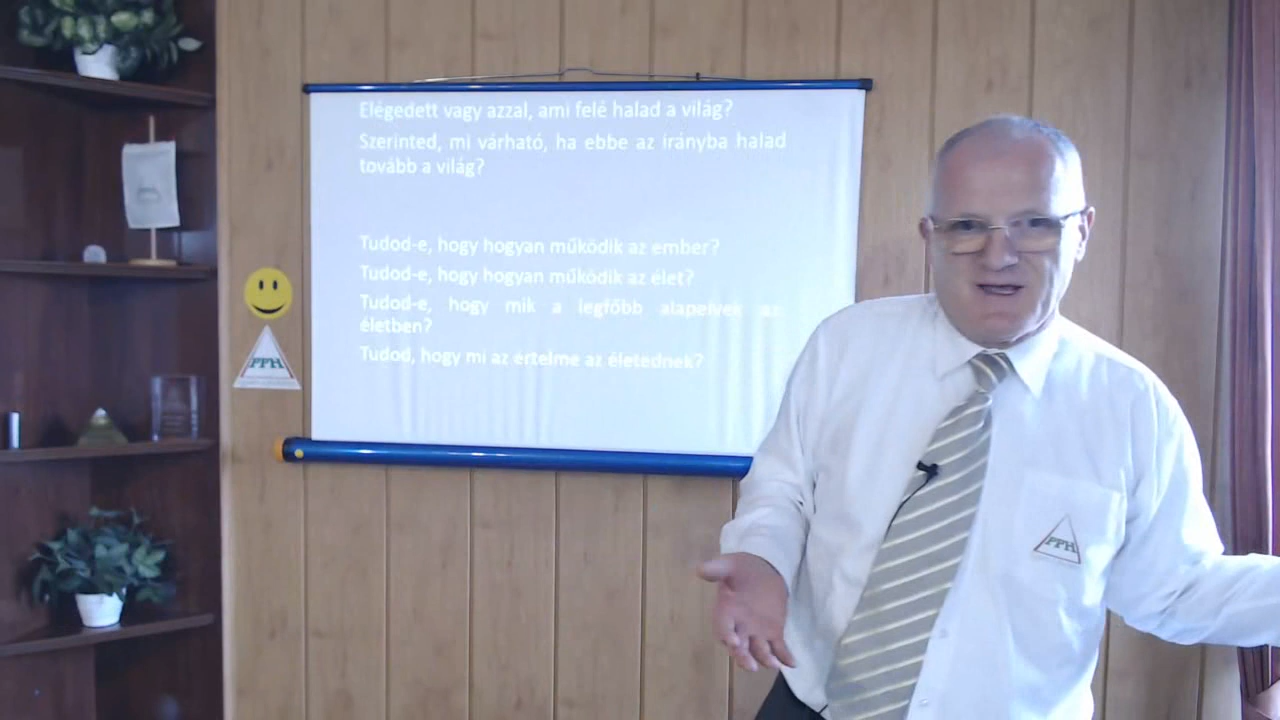 Elégedett vagy azzal, ami felé halad a világ?
Szerinted, mi várható, ha ebbe az irányba halad
tovább a világ?
Tudod-e, hogy hogyan működik az ember?
Tudod-e, hogy hogyan működik az élet?
Tudod-e, hogy mik a legfőbb alapelvek az
életben?
Tudod, hogy mi az értelme az életednek?
PPH
PPH